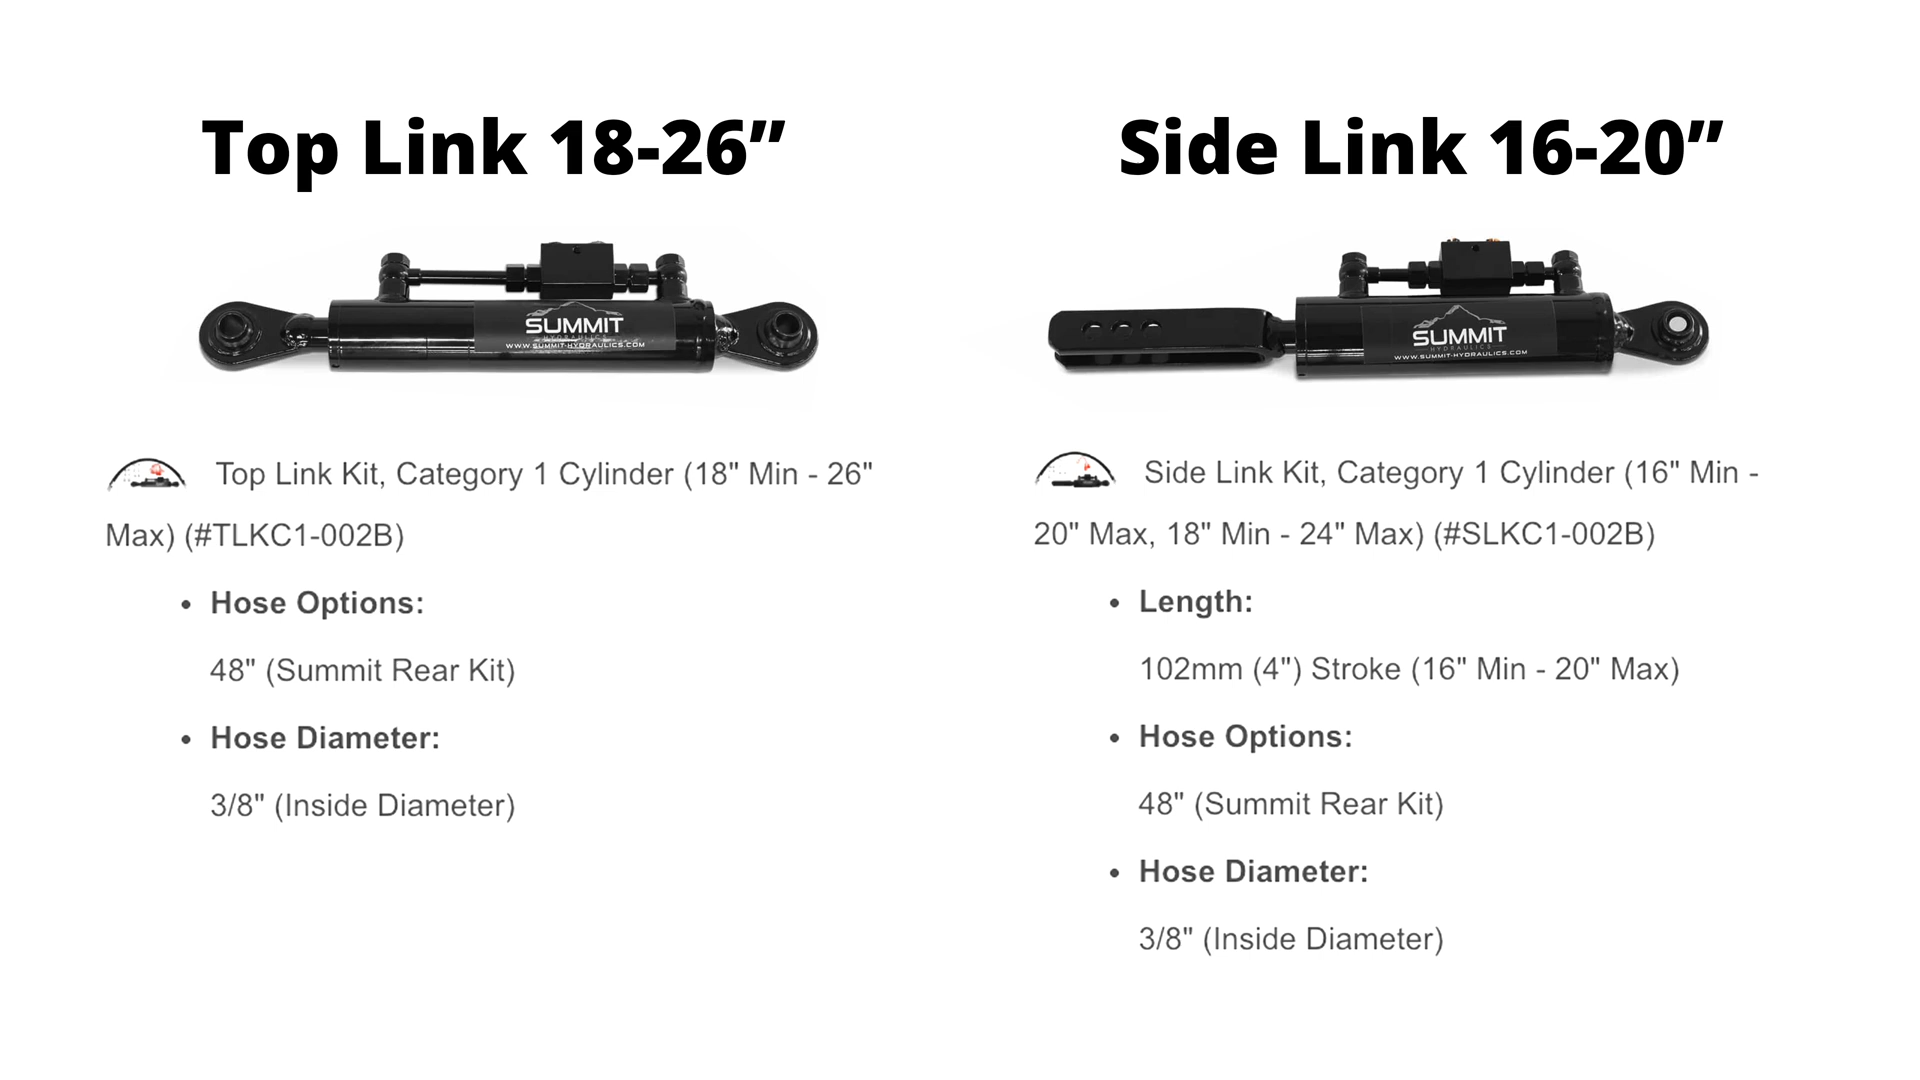 Top Link 18-26”
SUMMIT
HYDRAULICS
WWW.SUMMIT-HYDRAULICS.COM
Top Link Kit, Category 1 Cylinder (18" Min - 26"
Max) (#TLKC1-002B)
• Hose Options:
48" (Summit Rear Kit)
• Hose Diameter:
3/8" (Inside Diameter)
Side Link 16-20”
SUMMIT
HYDRAULICS
WWW.SUMMIT-HYDRAULICS.COM
Side Link Kit, Category 1 Cylinder (16" Min -
20" Max, 18" Min - 24" Max) (#SLKC1-002B)
• Length:
102mm (4") Stroke (16" Min - 20" Max)
• Hose Options:
48" (Summit Rear Kit)
• Hose Diameter:
3/8" (Inside Diameter)